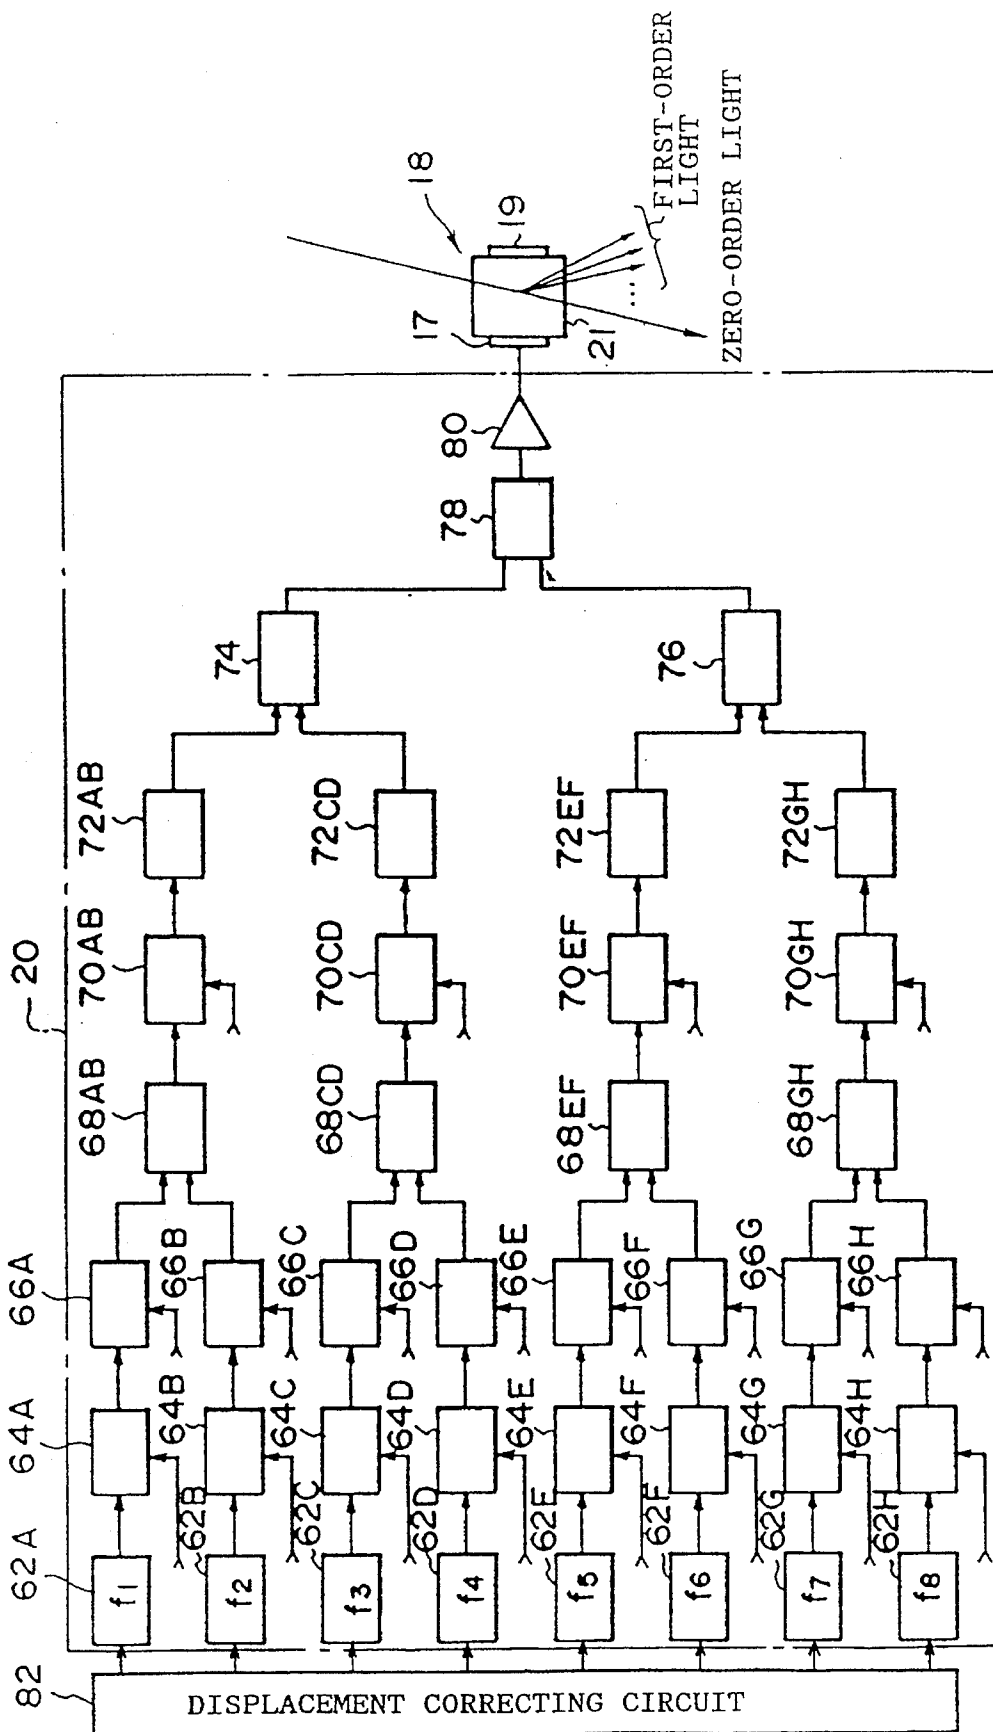 82
DISPLACEMENT CORRECTING CIRCUIT
20
62A
64A
66A
68AB
70AB
72AB
f1
62B
64B
66B
f2
62C
64C
66C
68CD
70CD
72CD
f3
62D
64D
66D
f4
62E
64E
66E
68EF
70EF
72EF
f5
62F
64F
66F
f6
62G
64G
66G
68GH
70GH
72GH
f7
62H
64H
66H
f8
74
76
78
80
17
18
19
21
....
FIRST-ORDER
LIGHT
ZERO-ORDER LIGHT